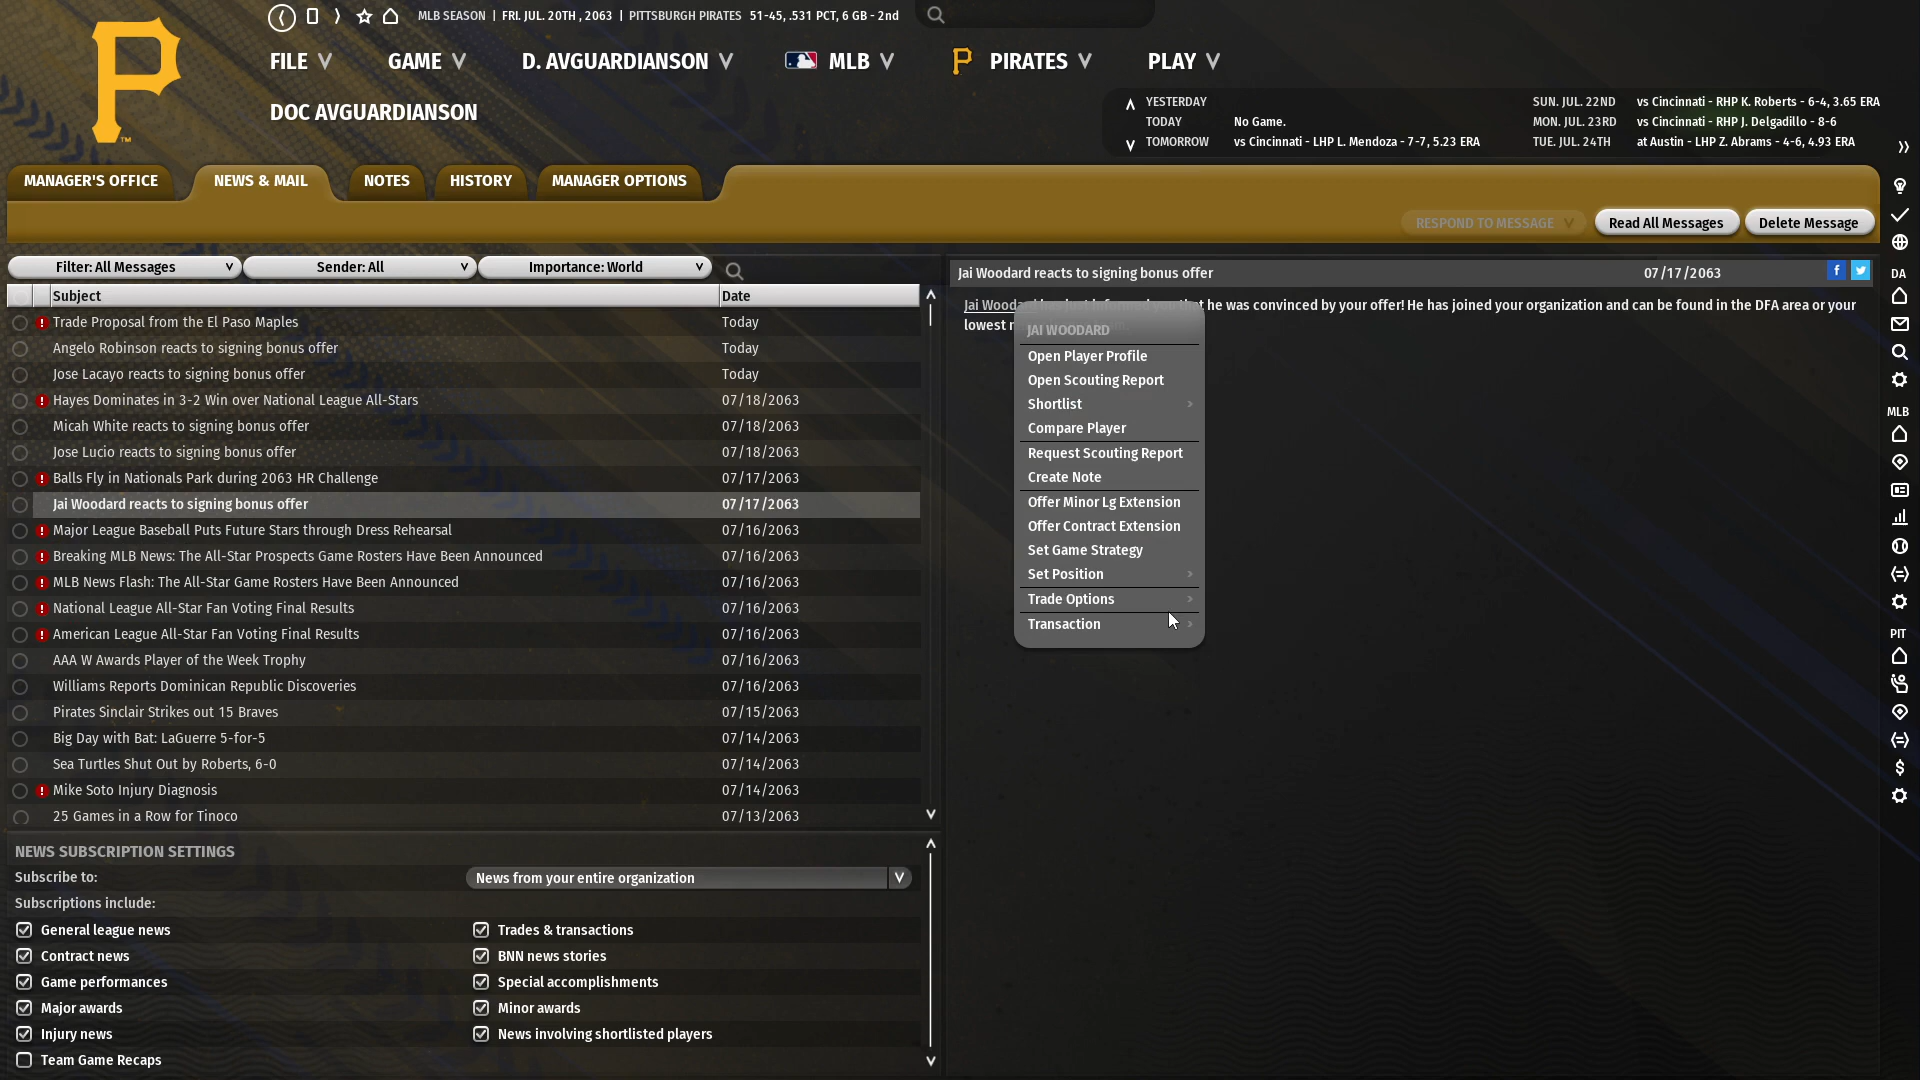 MLB SEASON | FRI. JUL. 20TH , 2063 | PITTSBURGH PIRATES 51-45, .531 PCT, 6 GB - 2nd
FILE GAME D. AVGUARDIANSON MLB PIRATES PLAY
DOC AVGUARDIANSON
YESTERDAY
TODAY No Game.
TOMORROW vs Cincinnati - LHP L. Mendoza - 7-7, 5.23 ERA
SUN. JUL. 22ND vs Cincinnati - RHP K. Roberts - 6-4, 3.65 ERA
MON. JUL. 23RD vs Cincinnati - RHP J. Delgadillo - 8-6
TUE. JUL. 24TH at Austin - LHP Z. Abrams - 4-6, 4.93 ERA
MANAGER'S OFFICE NEWS & MAIL NOTES HISTORY MANAGER OPTIONS
RESPOND TO MESSAGE Read All Messages Delete Message
Filter: All Messages Sender: All Importance: World
Subject Date
Trade Proposal from the El Paso Maples Today
Angelo Robinson reacts to signing bonus offer Today
Jose Lacayo reacts to signing bonus offer Today
Hayes Dominates in 3-2 Win over National League All-Stars 07/18/2063
Micah White reacts to signing bonus offer 07/18/2063
Jose Lucio reacts to signing bonus offer 07/18/2063
Balls Fly in Nationals Park during 2063 HR Challenge 07/17/2063
Jai Woodard reacts to signing bonus offer 07/17/2063
Major League Baseball Puts Future Stars through Dress Rehearsal 07/16/2063
Breaking MLB News: The All-Star Prospects Game Rosters Have Been Announced 07/16/2063
MLB News Flash: The All-Star Game Rosters Have Been Announced 07/16/2063
National League All-Star Fan Voting Final Results 07/16/2063
American League All-Star Fan Voting Final Results 07/16/2063
AAA W Awards Player of the Week Trophy 07/16/2063
Williams Reports Dominican Republic Discoveries 07/16/2063
Pirates Sinclair Strikes out 15 Braves 07/15/2063
Big Day with Bat: LaGuerre 5-for-5 07/14/2063
Sea Turtles Shut Out by Roberts, 6-0 07/14/2063
Mike Soto Injury Diagnosis 07/14/2063
25 Games in a Row for Tinoco 07/13/2063
NEWS SUBSCRIPTION SETTINGS
Subscribe to: News from your entire organization
Subscriptions include:
General league news Trades & transactions
Contract news BNN news stories
Game performances Special accomplishments
Major awards Minor awards
Injury news News involving shortlisted players
Team Game Recaps
Jai Woodard reacts to signing bonus offer 07/17/2063
he was convinced by your offer! He has joined your organization and can be found in the DFA area or your
lowest
JAI WOODARD
Open Player Profile
Open Scouting Report
Shortlist
Compare Player
Request Scouting Report
Create Note
Offer Minor Lg Extension
Offer Contract Extension
Set Game Strategy
Set Position
Trade Options
Transaction
DA
MLB
PIT